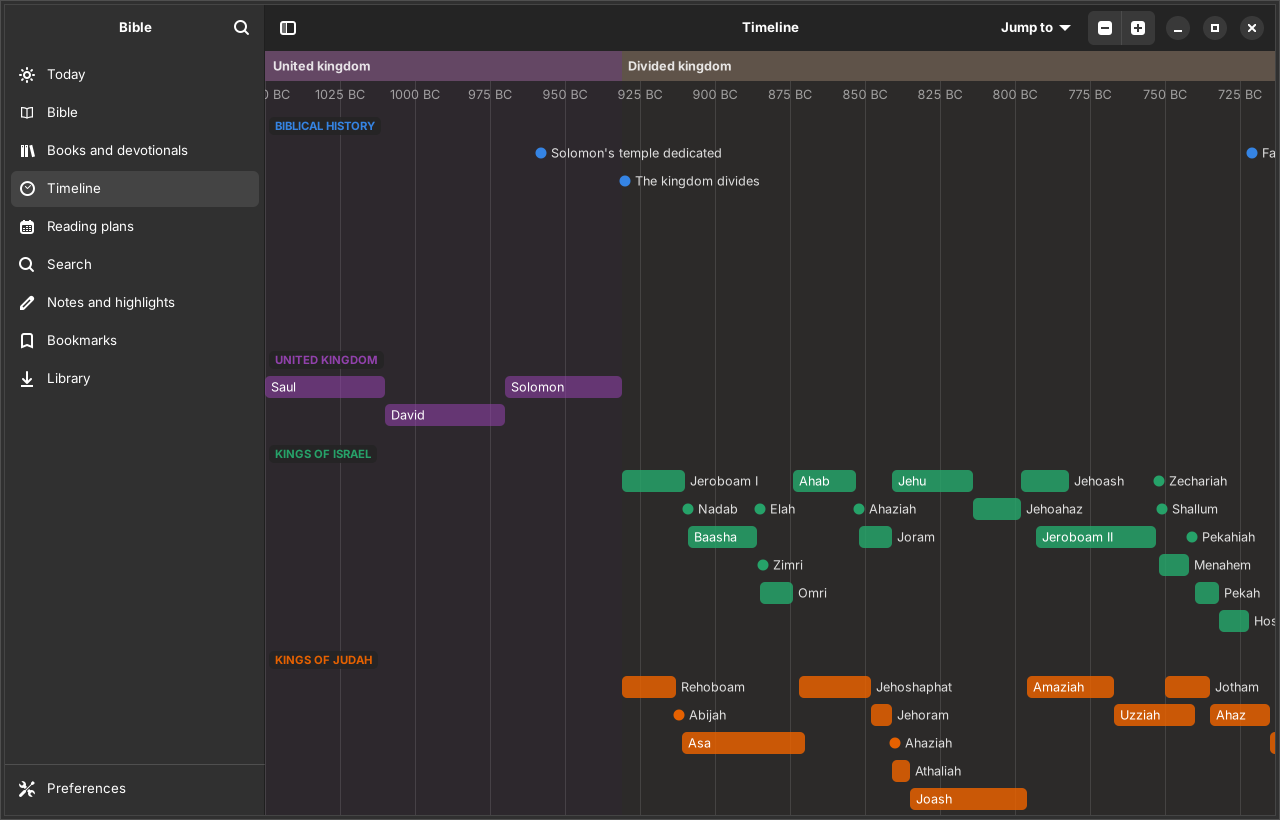 Bible
Timeline
Jump to
Today
Bible
Books and devotionals
Timeline
Reading plans
Search
Notes and highlights
Bookmarks
Library
Preferences
United kingdom
Divided kingdom
0 BC 1025 BC 1000 BC 975 BC 950 BC 925 BC 900 BC 875 BC 850 BC 825 BC 800 BC 775 BC 750 BC 725 BC
BIBLICAL HISTORY
Solomon's temple dedicated
Fa
The kingdom divides
UNITED KINGDOM
Saul
Solomon
David
KINGS OF ISRAEL
Jeroboam I
Ahab
Jehu
Jehoash
Zechariah
Nadab
Elah
Ahaziah
Jehoahaz
Shallum
Baasha
Joram
Jeroboam II
Pekahiah
Zimri
Menahem
Omri
Pekah
Hos
KINGS OF JUDAH
Rehoboam
Jehoshaphat
Amaziah
Jotham
Abijah
Jehoram
Uzziah
Ahaz
Asa
Ahaziah
Athaliah
Joash